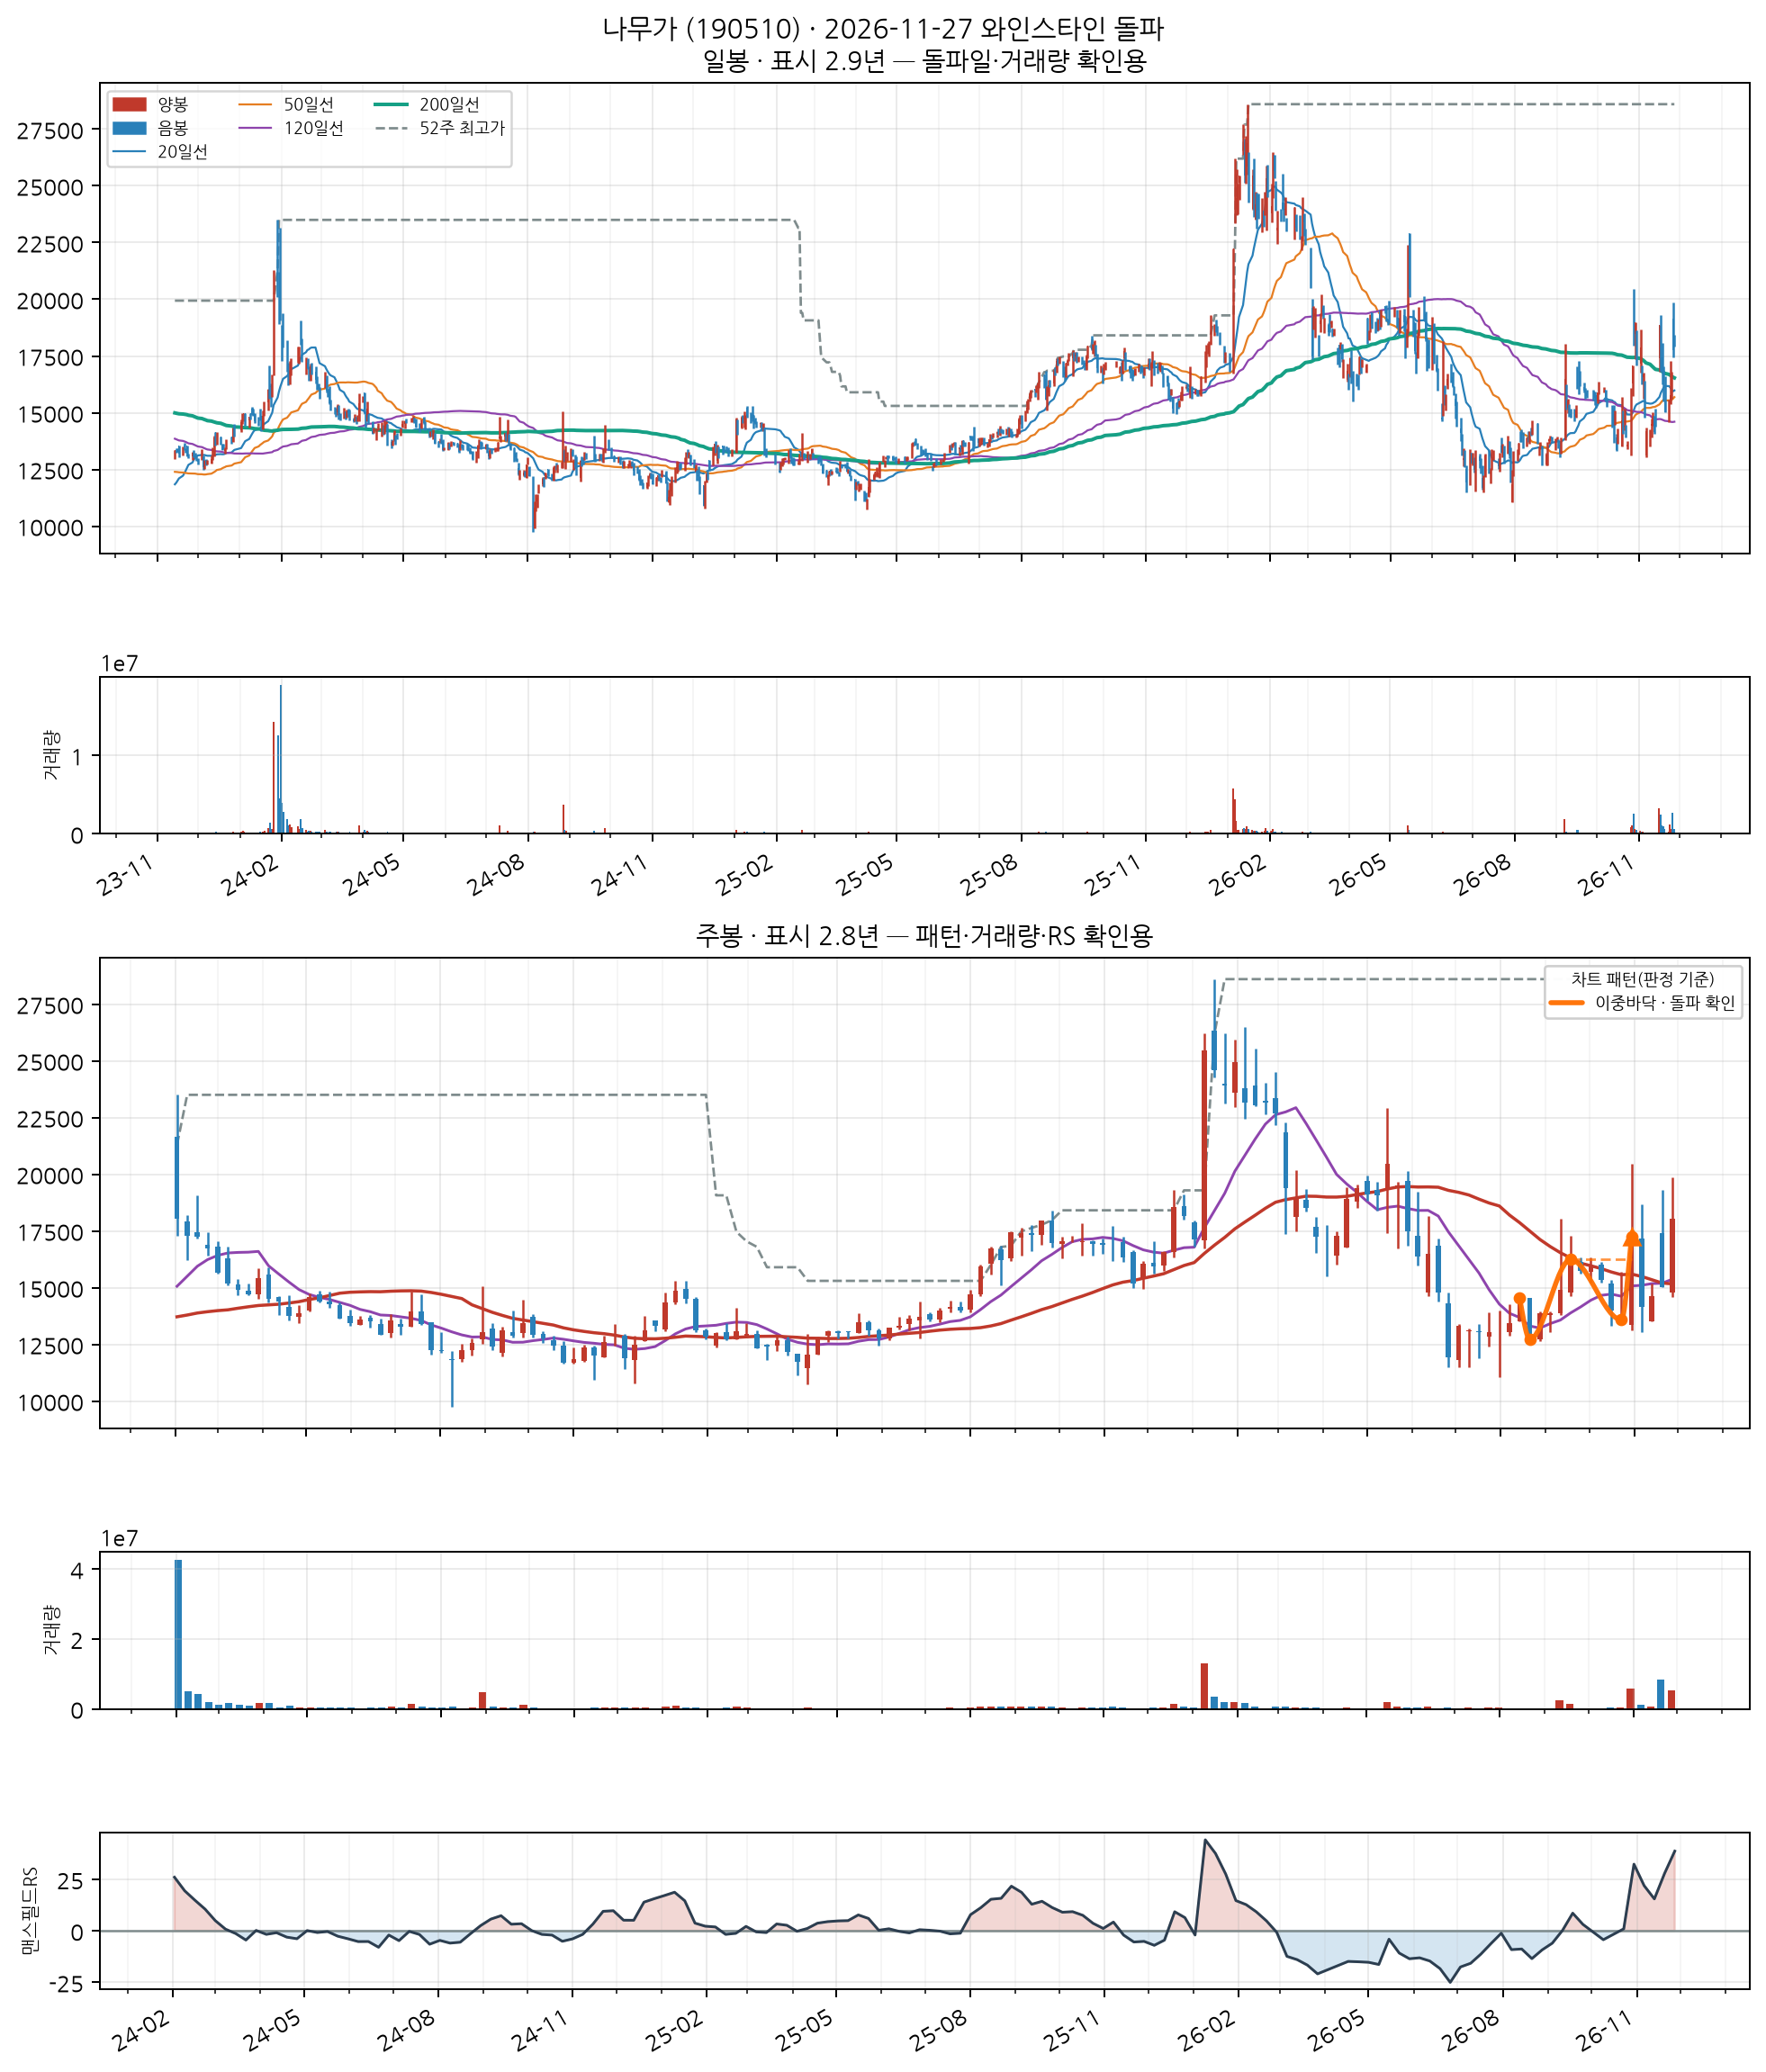 나무가 (190510) · 2026-11-27 와인스타인 돌파
일봉 · 표시 2.9년 — 돌파일·거래량 확인용
양봉
음봉
20일선
50일선
120일선
200일선
52주 최고가
27500
25000
22500
20000
17500
15000
12500
10000
1e7
거래량
1
0
23-11
24-02
24-05
24-08
24-11
25-02
25-05
25-08
25-11
26-02
26-05
26-08
26-11
주봉 · 표시 2.8년 — 패턴·거래량·RS 확인용
차트 패턴(판정 기준)
이중바닥 · 돌파 확인
27500
25000
22500
20000
17500
15000
12500
10000
1e7
거래량
4
2
0
맨스필드RS
25
0
-25
24-02
24-05
24-08
24-11
25-02
25-05
25-08
25-11
26-02
26-05
26-08
26-11